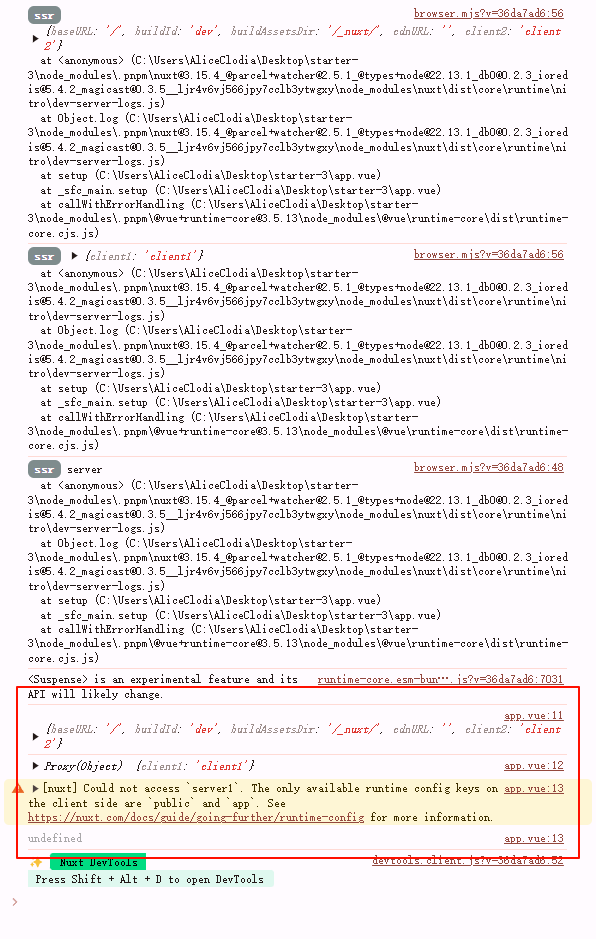 ssr browser.mjs?v=36da7ad6:56
{baseURL: '/', buildId: 'dev', buildAssetsDir: '/_nuxt/', cdnURL: '', client2: 'client
2'}
at <anonymous> (C:\Users\AliceClodia\Desktop\starter-
3\node_modules\.pnpm\nuxt@3.15.4_@parcel+watcher@2.5.1_@types+node@22.13.1_db0@0.2.3_iored
is@5.4.2_magicast@0.3.5__ljr4v6vj566jpy7cclb3ytwgxy\node_modules\nuxt\dist\core\runtime\ni
tro\dev-server-logs.js)
at Object.log (C:\Users\AliceClodia\Desktop\starter-
3\node_modules\.pnpm\nuxt@3.15.4_@parcel+watcher@2.5.1_@types+node@22.13.1_db0@0.2.3_iored
is@5.4.2_magicast@0.3.5__ljr4v6vj566jpy7cclb3ytwgxy\node_modules\nuxt\dist\core\runtime\ni
tro\dev-server-logs.js)
at setup (C:\Users\AliceClodia\Desktop\starter-3\app.vue)
at _sfc_main.setup (C:\Users\AliceClodia\Desktop\starter-3\app.vue)
at callWithErrorHandling (C:\Users\AliceClodia\Desktop\starter-
3\node_modules\.pnpm\@vue+runtime-core@3.5.13\node_modules\@vue\runtime-core\dist\runtime-
core.cjs.js)
ssr {client1: 'client1'} browser.mjs?v=36da7ad6:56
at <anonymous> (C:\Users\AliceClodia\Desktop\starter-
3\node_modules\.pnpm\nuxt@3.15.4_@parcel+watcher@2.5.1_@types+node@22.13.1_db0@0.2.3_iored
is@5.4.2_magicast@0.3.5__ljr4v6vj566jpy7cclb3ytwgxy\node_modules\nuxt\dist\core\runtime\ni
tro\dev-server-logs.js)
at Object.log (C:\Users\AliceClodia\Desktop\starter-
3\node_modules\.pnpm\nuxt@3.15.4_@parcel+watcher@2.5.1_@types+node@22.13.1_db0@0.2.3_iored
is@5.4.2_magicast@0.3.5__ljr4v6vj566jpy7cclb3ytwgxy\node_modules\nuxt\dist\core\runtime\ni
tro\dev-server-logs.js)
at setup (C:\Users\AliceClodia\Desktop\starter-3\app.vue)
at _sfc_main.setup (C:\Users\AliceClodia\Desktop\starter-3\app.vue)
at callWithErrorHandling (C:\Users\AliceClodia\Desktop\starter-
3\node_modules\.pnpm\@vue+runtime-core@3.5.13\node_modules\@vue\runtime-core\dist\runtime-
core.cjs.js)
ssr server browser.mjs?v=36da7ad6:48
at <anonymous> (C:\Users\AliceClodia\Desktop\starter-
3\node_modules\.pnpm\nuxt@3.15.4_@parcel+watcher@2.5.1_@types+node@22.13.1_db0@0.2.3_iored
is@5.4.2_magicast@0.3.5__ljr4v6vj566jpy7cclb3ytwgxy\node_modules\nuxt\dist\core\runtime\ni
tro\dev-server-logs.js)
at Object.log (C:\Users\AliceClodia\Desktop\starter-
3\node_modules\.pnpm\nuxt@3.15.4_@parcel+watcher@2.5.1_@types+node@22.13.1_db0@0.2.3_iored
is@5.4.2_magicast@0.3.5__ljr4v6vj566jpy7cclb3ytwgxy\node_modules\nuxt\dist\core\runtime\ni
tro\dev-server-logs.js)
at setup (C:\Users\AliceClodia\Desktop\starter-3\app.vue)
at _sfc_main.setup (C:\Users\AliceClodia\Desktop\starter-3\app.vue)
at callWithErrorHandling (C:\Users\AliceClodia\Desktop\starter-
3\node_modules\.pnpm\@vue+runtime-core@3.5.13\node_modules\@vue\runtime-core\dist\runtime-
core.cjs.js)
<Suspense> is an experimental feature and its runtime-core.esm-bun….js?v=36da7ad6:7031
API will likely change.
app.vue:11
{baseURL: '/', buildId: 'dev', buildAssetsDir: '/_nuxt/', cdnURL: '', client2: 'client
2'}
Proxy(Object) {client1: 'client1'} app.vue:12
[nuxt] Could not access `server1`. The only available runtime config keys on app.vue:13
the client side are `public` and `app`. See
https://nuxt.com/docs/guide/going-further/runtime-config for more information.
undefined app.vue:13
✨ Nuxt DevTools devtools.client.js?v=36da7ad6:52
Press Shift + Alt + D to open DevTools